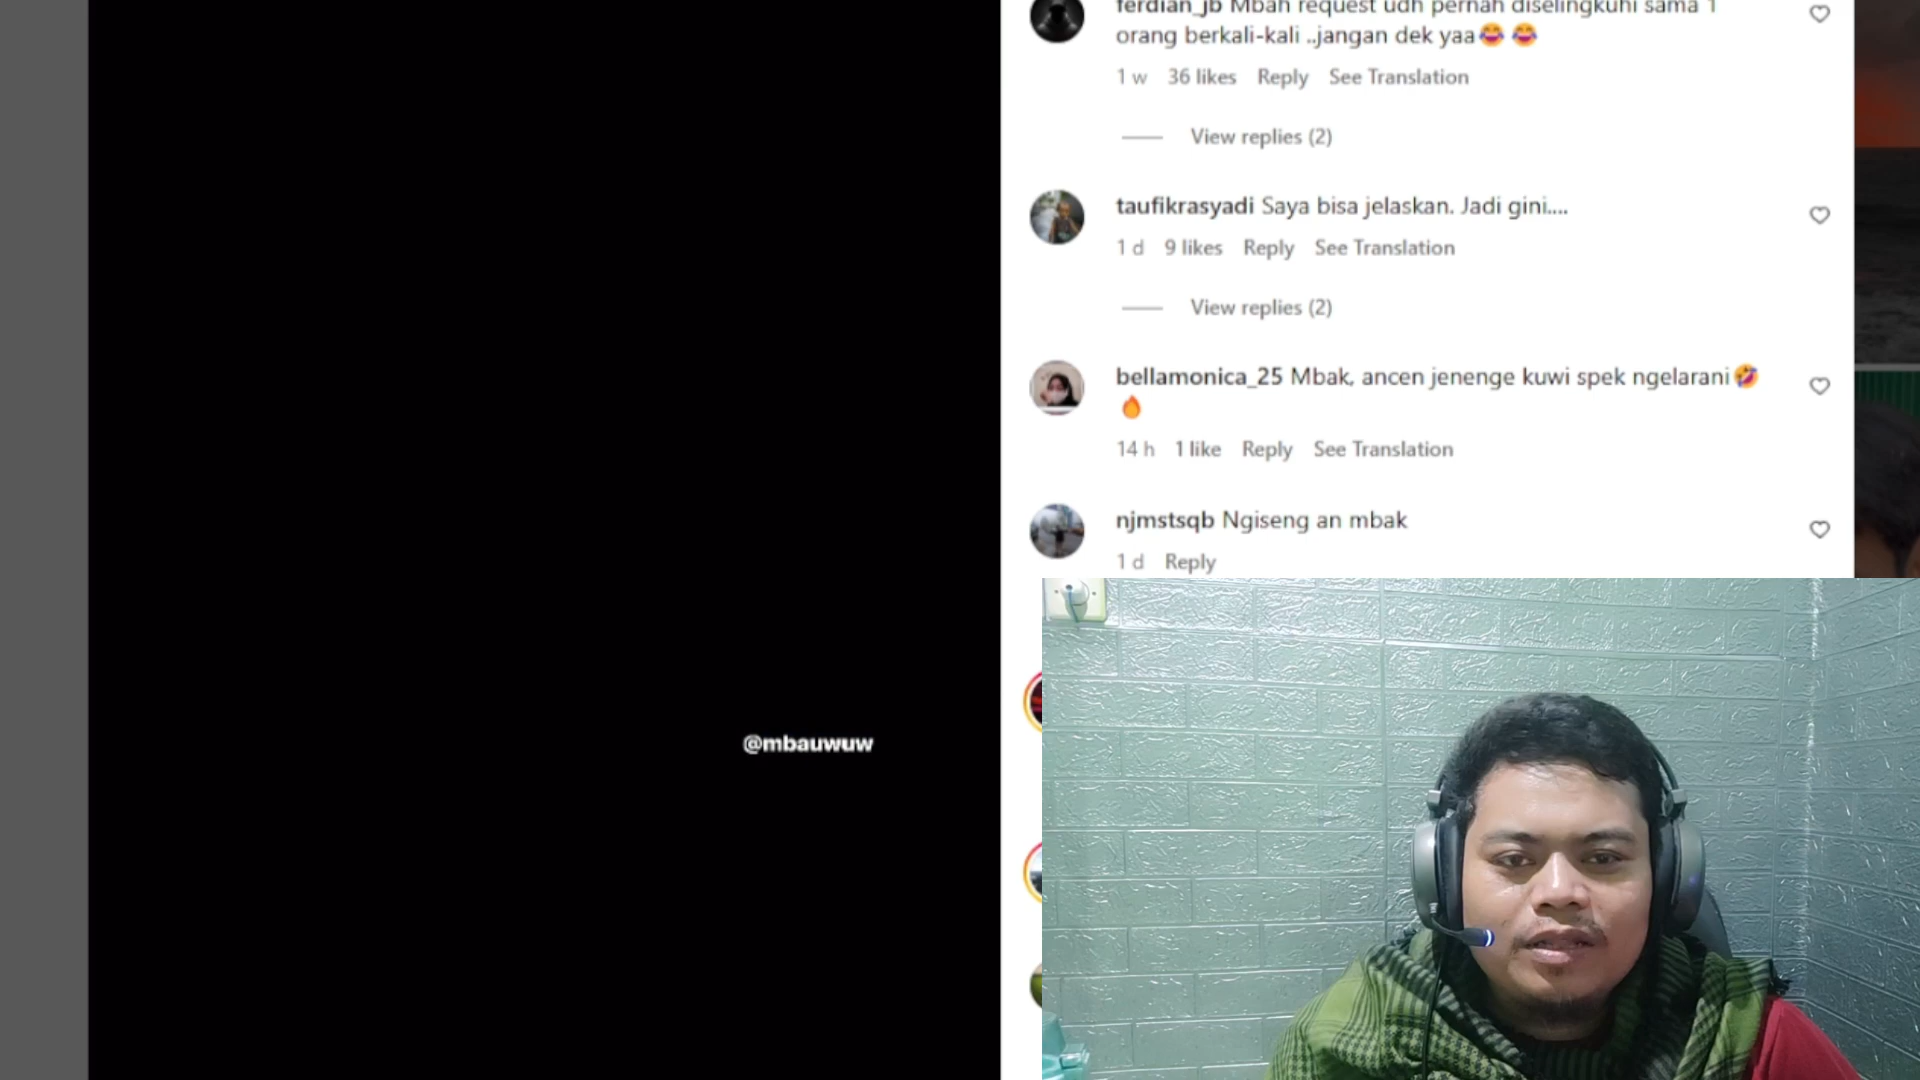 ferdian_jb Mbah request udh pernah diselingkuhi sama 1
orang berkali-kali ..jangan dek yaa😂 😂
1 w 36 likes Reply See Translation
View replies (2)
taufikrasyadi Saya bisa jelaskan. Jadi gini....
1 d 9 likes Reply See Translation
View replies (2)
bellamonica_25 Mbak, ancen jenenge kuwi spek ngelarani🤣
🔥
14 h 1 like Reply See Translation
njmstsqb Ngiseng an mbak
1 d Reply
@mbauwuw